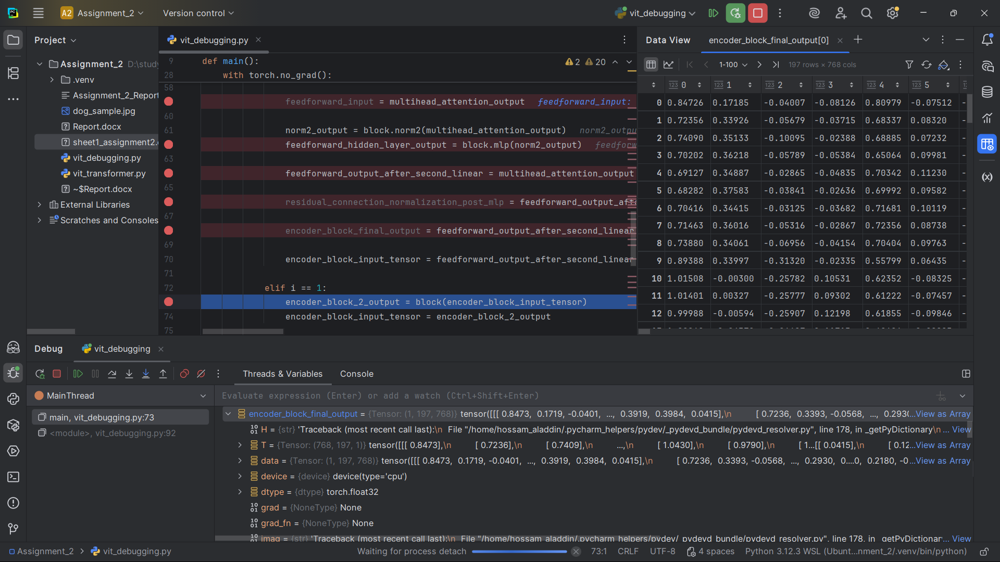 A2 Assignment_2
Version control
vit_debugging
Project
Assignment_2 D:\study
.venv
Assignment_2_Report
dog_sample.jpg
Report.docx
sheet1_assignment2.
vit_debugging.py
vit_transformer.py
~$Report.docx
External Libraries
Scratches and Consoles
vit_debugging.py
2 20
9 def main():
28 with torch.no_grad():
58
feedforward_input = multihead_attention_output feedforward_input:
60
61 norm2_output = block.norm2(multihead_attention_output) norm2_outpu
feedforward_hidden_layer_output = block.mlp(norm2_output) feedforw
63
feedforward_output_after_second_linear = multihead_attention_output
65
residual_connection_normalization_post_mlp = feedforward_output_afte
67
encoder_block_final_output = feedforward_output_after_second_linear
69
70 encoder_block_input_tensor = feedforward_output_after_second_linear
71
72 elif i == 1:
encoder_block_2_output = block(encoder_block_input_tensor)
74 encoder_block_input_tensor = encoder_block_2_output
75
Data View encoder_block_final_output[0]
1-100 197 rows × 768 cols
123 0 123 1 123 2 123 3 123 4 123 5
0 0.84726 0.17185 -0.04007 -0.08126 0.80979 -0.07512 -
1 0.72356 0.33926 -0.05679 -0.03715 0.68337 0.08320 -
2 0.74090 0.35133 -0.10095 -0.02388 0.68885 0.07232 -
3 0.70202 0.36218 -0.05789 -0.05384 0.65064 0.09981 -
4 0.69127 0.34887 -0.02865 -0.04835 0.70342 0.11230 -
5 0.68282 0.37583 -0.03841 -0.02636 0.69992 0.09582 -
6 0.70416 0.34415 -0.03125 -0.03682 0.71681 0.10119 -
7 0.71463 0.36016 -0.05316 -0.02867 0.72356 0.08738 -
8 0.73880 0.34061 -0.06956 -0.04154 0.70404 0.09763 -
9 0.89388 0.33997 -0.31320 -0.02335 0.55799 0.06435 -
10 1.01508 -0.00300 -0.25782 0.10531 0.62352 -0.08325 -
11 1.01401 0.00327 -0.25777 0.09302 0.61222 -0.07457 -
12 0.99988 -0.00594 -0.25907 0.12198 0.61855 -0.09846 -
Debug vit_debugging
Threads & Variables Console
MainThread
main, vit_debugging.py:73
<module>, vit_debugging.py:92
Evaluate expression (Enter) or add a watch (Ctrl+Shift+Enter)
encoder_block_final_output = {Tensor: (1, 197, 768)} tensor([[[ 0.8473, 0.1719, -0.0401, ..., 0.3919, 0.3984, 0.0415],\n [ 0.7236, 0.3393, -0.0568, ..., 0.2930...View as Array
H = {str} 'Traceback (most recent call last):\n File "/home/hossam_aladdin/.pycharm_helpers/pydev/_pydevd_bundle/pydevd_resolver.py", line 178, in _getPyDictionary\n ... View
T = {Tensor: (768, 197, 1)} tensor([[[ 0.8473],\n [ 0.7236],\n [ 0.7409],\n ...,\n [ 1.0430],\n [ 0.9790],\n [ 1...[[ 0.0415],\n [ 0.12...View as Array
data = {Tensor: (1, 197, 768)} tensor([[[ 0.8473, 0.1719, -0.0401, ..., 0.3919, 0.3984, 0.0415],\n [ 0.7236, 0.3393, -0.0568, ..., 0.2930, 0....0, 0.2180, -0...View as Array
device = {device} device(type='cpu')
dtype = {dtype} torch.float32
grad = {NoneType} None
grad_fn = {NoneType} None
imag = {str} 'Traceback (most recent call last):\n File "/home/hossam_aladdin/.pycharm_helpers/pydev/_pydevd_bundle/pydevd_resolver.py", line 178, in _getPyDictionar... View
Assignment_2 > vit_debugging.py
Waiting for process detach
73:1 CRLF UTF-8 4 spaces Python 3.12.3 WSL (Ubunt...nment_2/.venv/bin/python)